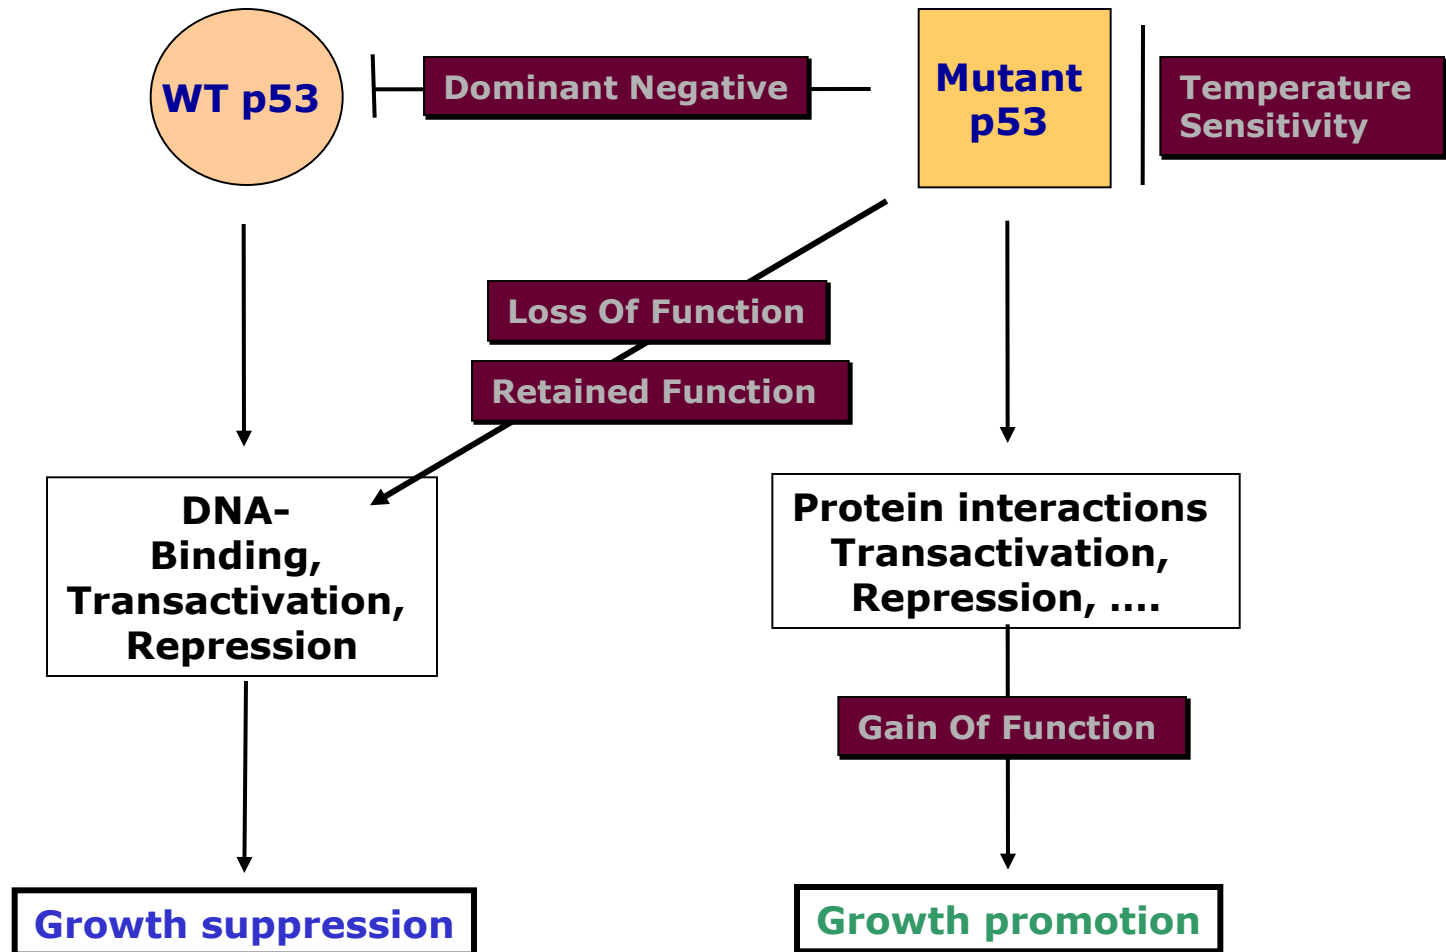 WT p53
Dominant Negative
Mutant
p53
Temperature
Sensitivity
Loss Of Function
Retained Function
DNA-
Binding,
Transactivation,
Repression
Protein interactions
Transactivation,
Repression, ....
Gain Of Function
Growth suppression
Growth promotion